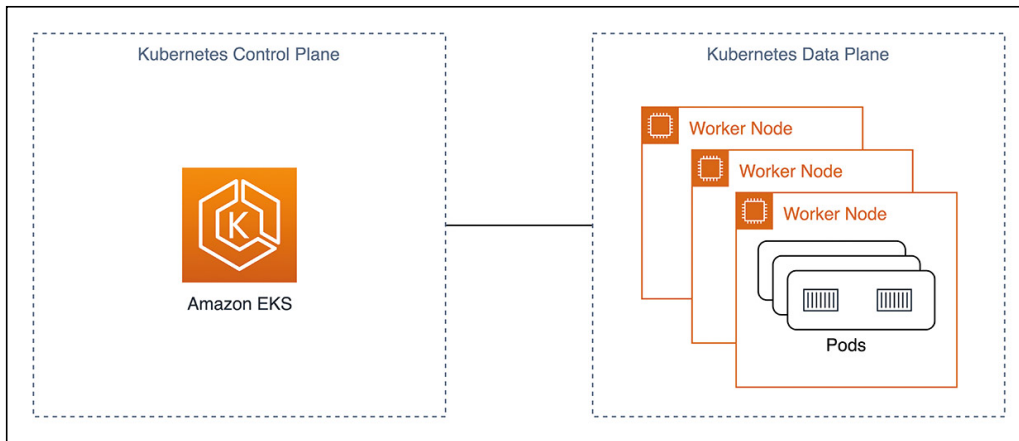 Kubernetes Control Plane
K
Amazon EKS
Kubernetes Data Plane
Worker Node
Worker Node
Worker Node
Pods